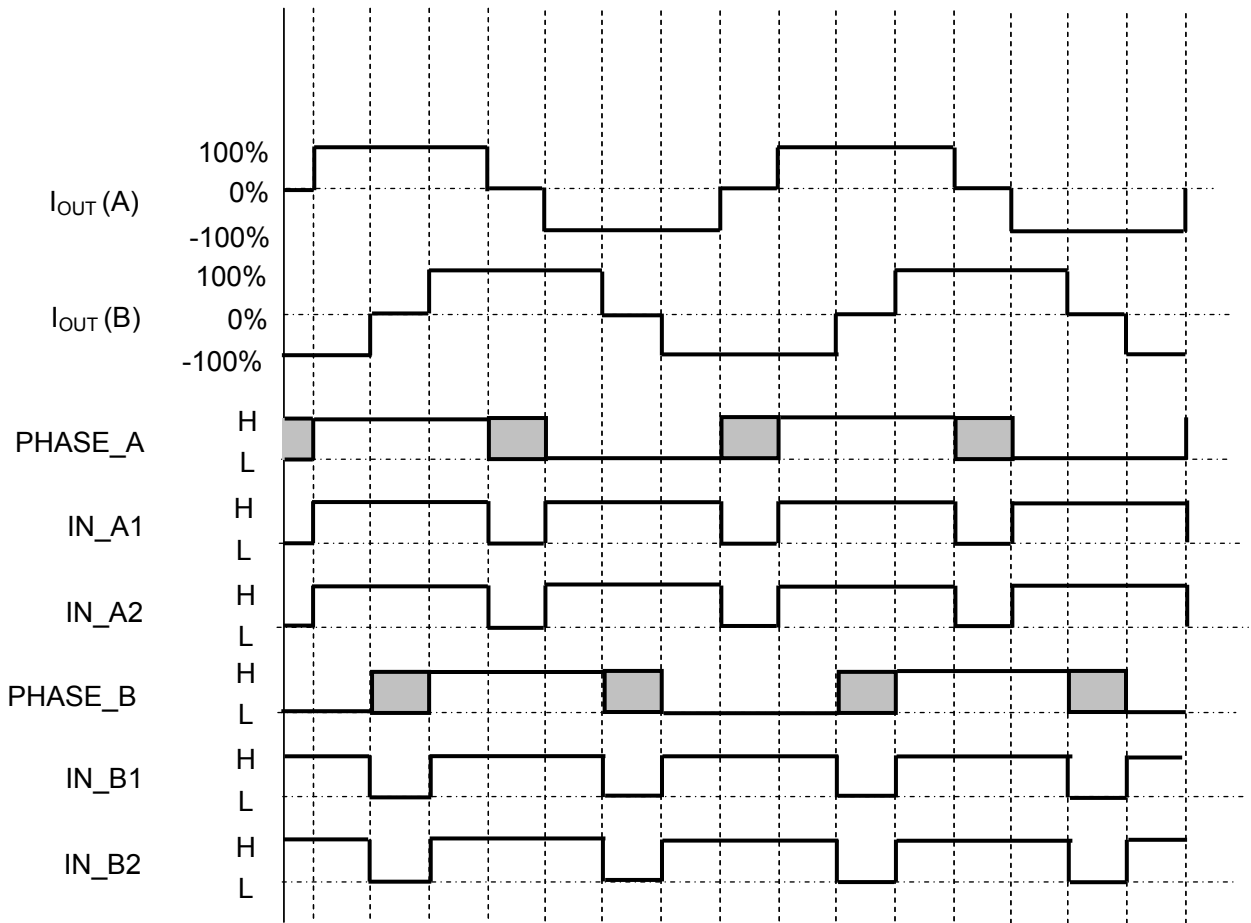 100%
I_OUT (A) 0%
-100%
100%
I_OUT (B) 0%
-100%
H
PHASE_A
L
H
IN_A1
L
H
IN_A2
L
H
PHASE_B
L
H
IN_B1
L
H
IN_B2
L